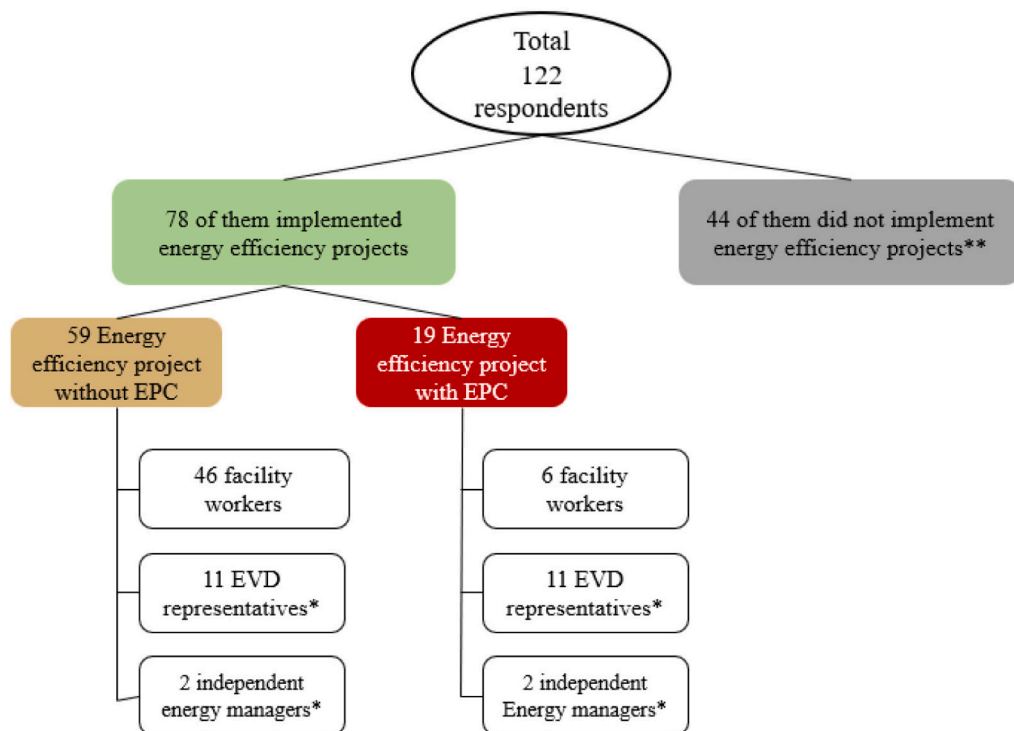 Total
122
respondents
78 of them implemented
energy efficiency projects
44 of them did not implement
energy efficiency projects**
59 Energy
efficiency project
without EPC
19 Energy
efficiency project
with EPC
46 facility
workers
11 EVD
representatives*
2 independent
energy managers*
6 facility
workers
11 EVD
representatives*
2 independent
Energy managers*